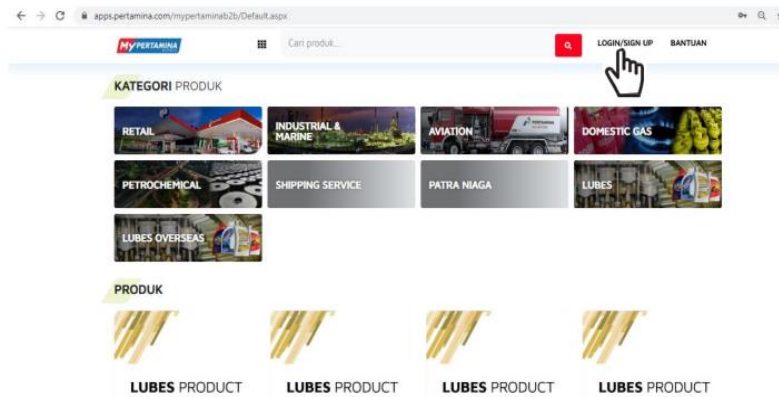 apps.pertamina.com/mypertaminab2b/Default.aspx
MYPERTAMINA
Cari produk...
LOGIN/SIGN UP
BANTUAN
KATEGORI PRODUK
RETAIL
INDUSTRIAL &
MARINE
AVIATION
DOMESTIC GAS
PETROCHEMICAL
SHIPPING SERVICE
PATRA NIAGA
LUBES
LUBES OVERSEAS
PRODUK
LUBES PRODUCT
LUBES PRODUCT
LUBES PRODUCT
LUBES PRODUCT